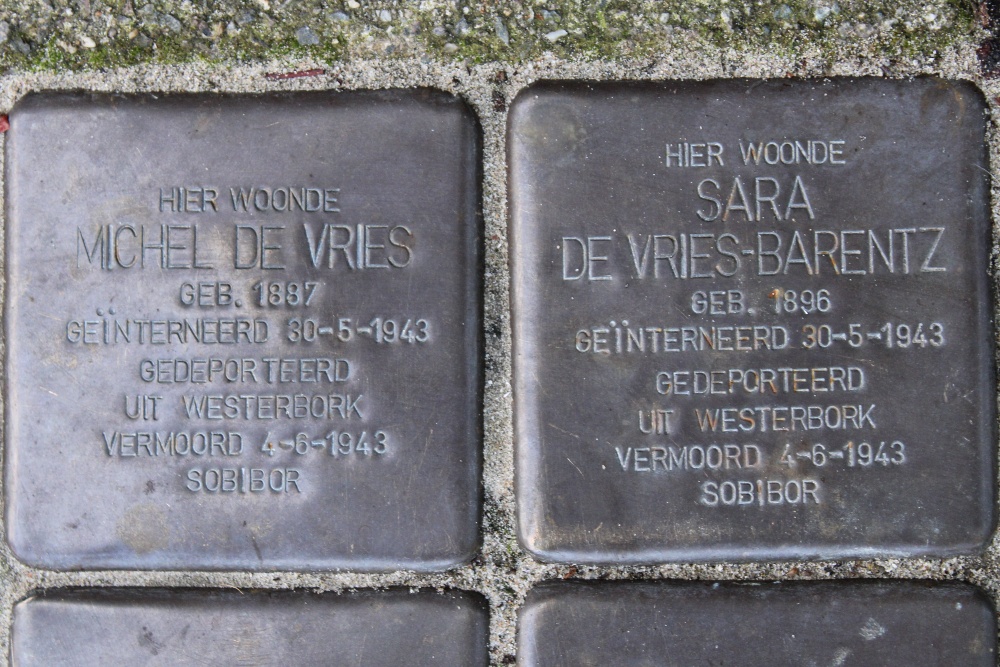 HIER WOONDE
MICHEL DE VRIES
GEB. 1887
GEÏNTERNEERD 30-5-1943
GEDEPORTEERD
UIT WESTERBORK
VERMOORD 4-6-1943
SOBIBOR
HIER WOONDE
SARA
DE VRIES-BARENTZ
GEB. 1896
GEÏNTERNEERD 30-5-1943
GEDEPORTEERD
UIT WESTERBORK
VERMOORD 4-6-1943
SOBIBOR